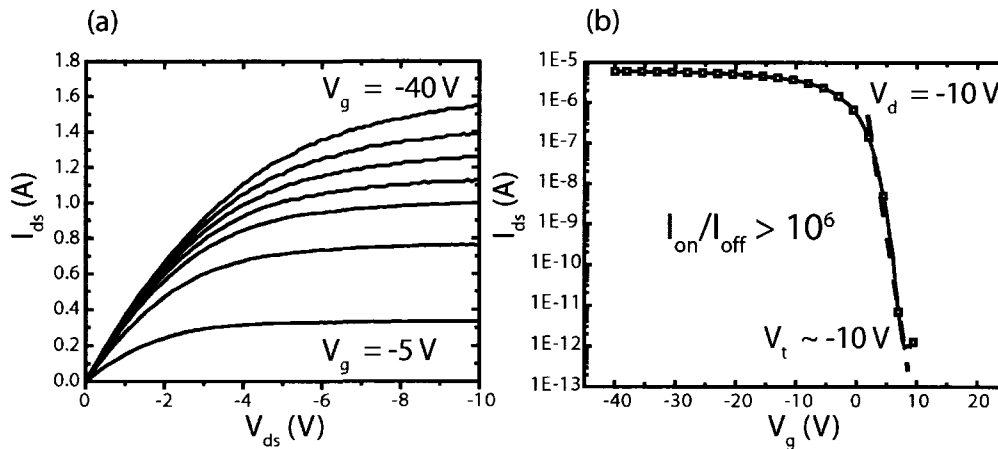 (a)
1.8
1.6
1.4
1.2
1.0
0.8
0.6
0.4
0.2
0.0
I_ds (A)
V_g = -40 V
V_g = -5 V
0 -2 -4 -6 -8 -10
V_ds (V)
(b)
1E-5
1E-6
1E-7
1E-8
1E-9
1E-10
1E-11
1E-12
1E-13
I_ds (A)
V_d = -10 V
I_on/I_off > 10^6
V_t ~ -10 V
-40 -30 -20 -10 0 10 20
V_g (V)